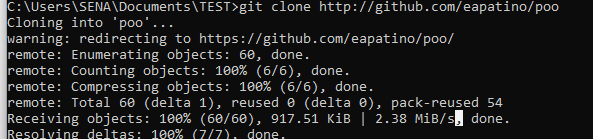 C:\Users\SENA\Documents\TEST>git clone http://github.com/eapatino/poo
Cloning into 'poo'...
warning: redirecting to https://github.com/eapatino/poo/
remote: Enumerating objects: 60, done.
remote: Counting objects: 100% (6/6), done.
remote: Compressing objects: 100% (6/6), done.
remote: Total 60 (delta 1), reused 0 (delta 0), pack-reused 54
Receiving objects: 100% (60/60), 917.51 KiB | 2.38 MiB/s, done.
Resolving deltas: 100% (7/7), done.